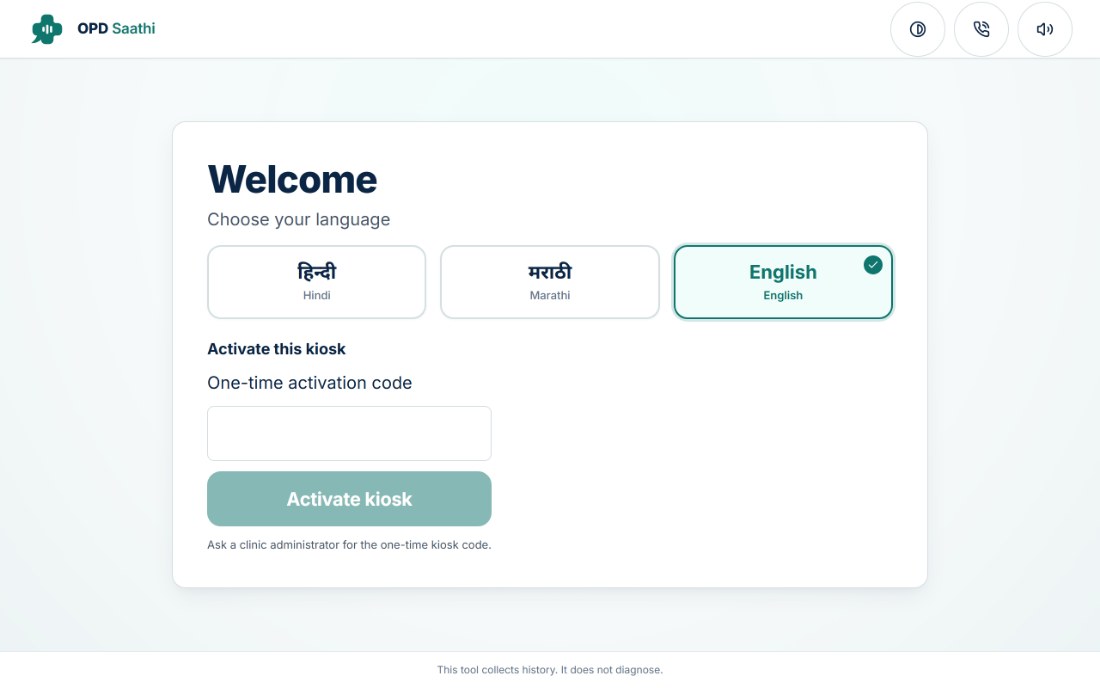 OPD Saathi
Welcome
Choose your language
हिन्दी
Hindi
मराठी
Marathi
English
English
Activate this kiosk
One-time activation code
Activate kiosk
Ask a clinic administrator for the one-time kiosk code.
This tool collects history. It does not diagnose.